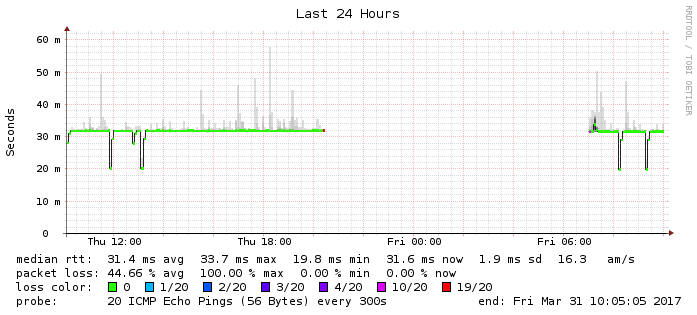 Last 24 Hours
RRDTOOL / TOBI OETIKER
Seconds
60 m
50 m
40 m
30 m
20 m
10 m
0
Thu 12:00 Thu 18:00 Fri 00:00 Fri 06:00
median rtt: 31.4 ms avg 33.7 ms max 19.8 ms min 31.6 ms now 1.9 ms sd 16.3 am/s
packet loss: 44.66 % avg 100.00 % max 0.00 % min 0.00 % now
loss color: 0 1/20 2/20 3/20 4/20 10/20 19/20
probe: 20 ICMP Echo Pings (56 Bytes) every 300s end: Fri Mar 31 10:05:05 2017